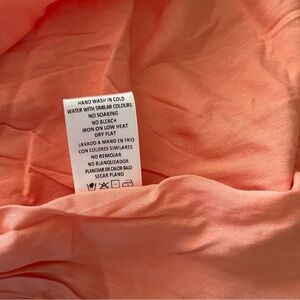 HAND WASH IN COLD
WATER WITH SIMILAR COLOURS
NO SOAKING
NO BLEACH
IRON ON LOW HEAT
DRY FLAT
LAVADO A MANO EN FRIO
CON COLORES SIMILARES
NO REMOJAR
NO BLANQUEADOR
PLANCHAR EN CALOR BAJO
SECAR PLANO